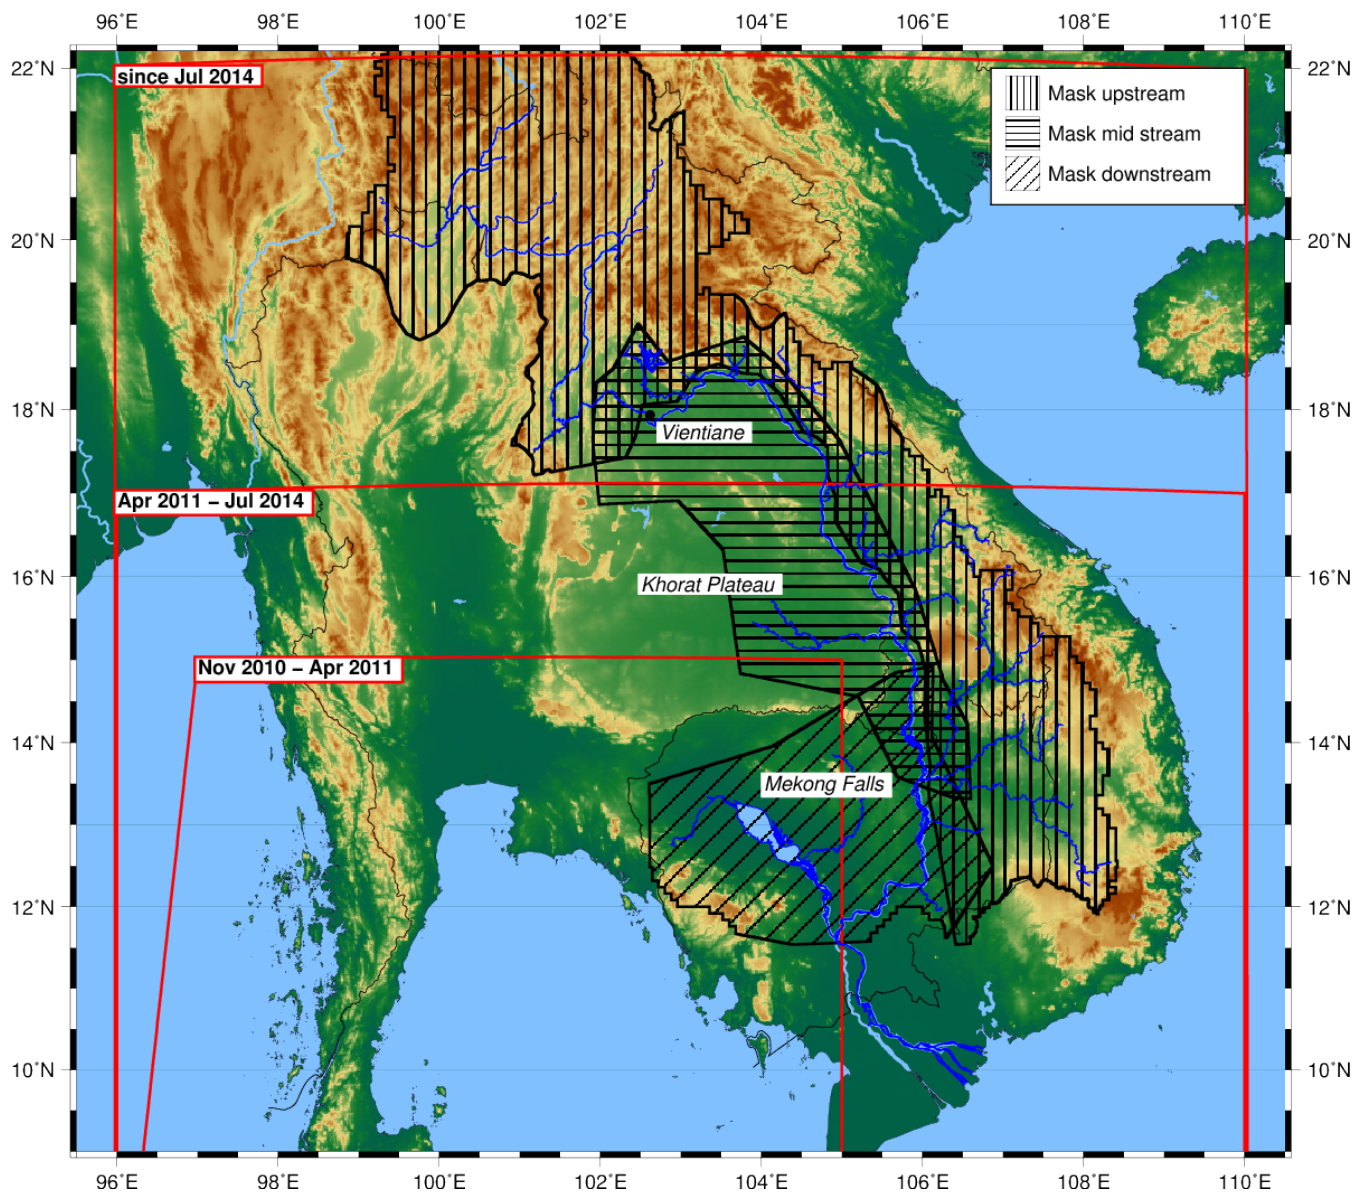 96°E 98°E 100°E 102°E 104°E 106°E 108°E 110°E
22°N since Jul 2014 22°N
Mask upstream
Mask mid stream
Mask downstream
20°N 20°N
18°N 18°N
Vientiane
Apr 2011 – Jul 2014
16°N Khorat Plateau 16°N
Nov 2010 – Apr 2011
14°N 14°N
Mekong Falls
12°N 12°N
10°N 10°N
96°E 98°E 100°E 102°E 104°E 106°E 108°E 110°E